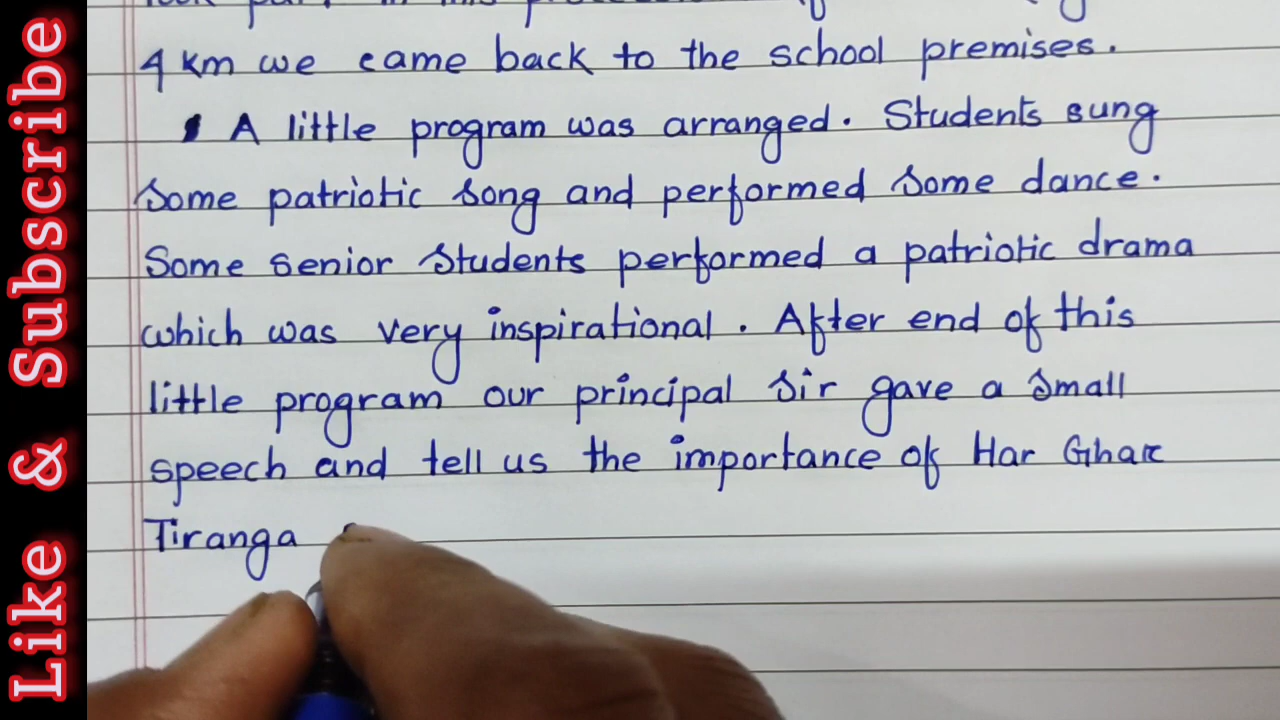 4 km we came back to the school premises.
A little program was arranged. Students sung
some patriotic song and performed some dance.
Some senior students performed a patriotic drama
which was very inspirational. After end of this
little program our principal sir gave a small
speech and tell us the importance of Har Ghar
Tiranga
Like & Subscribe